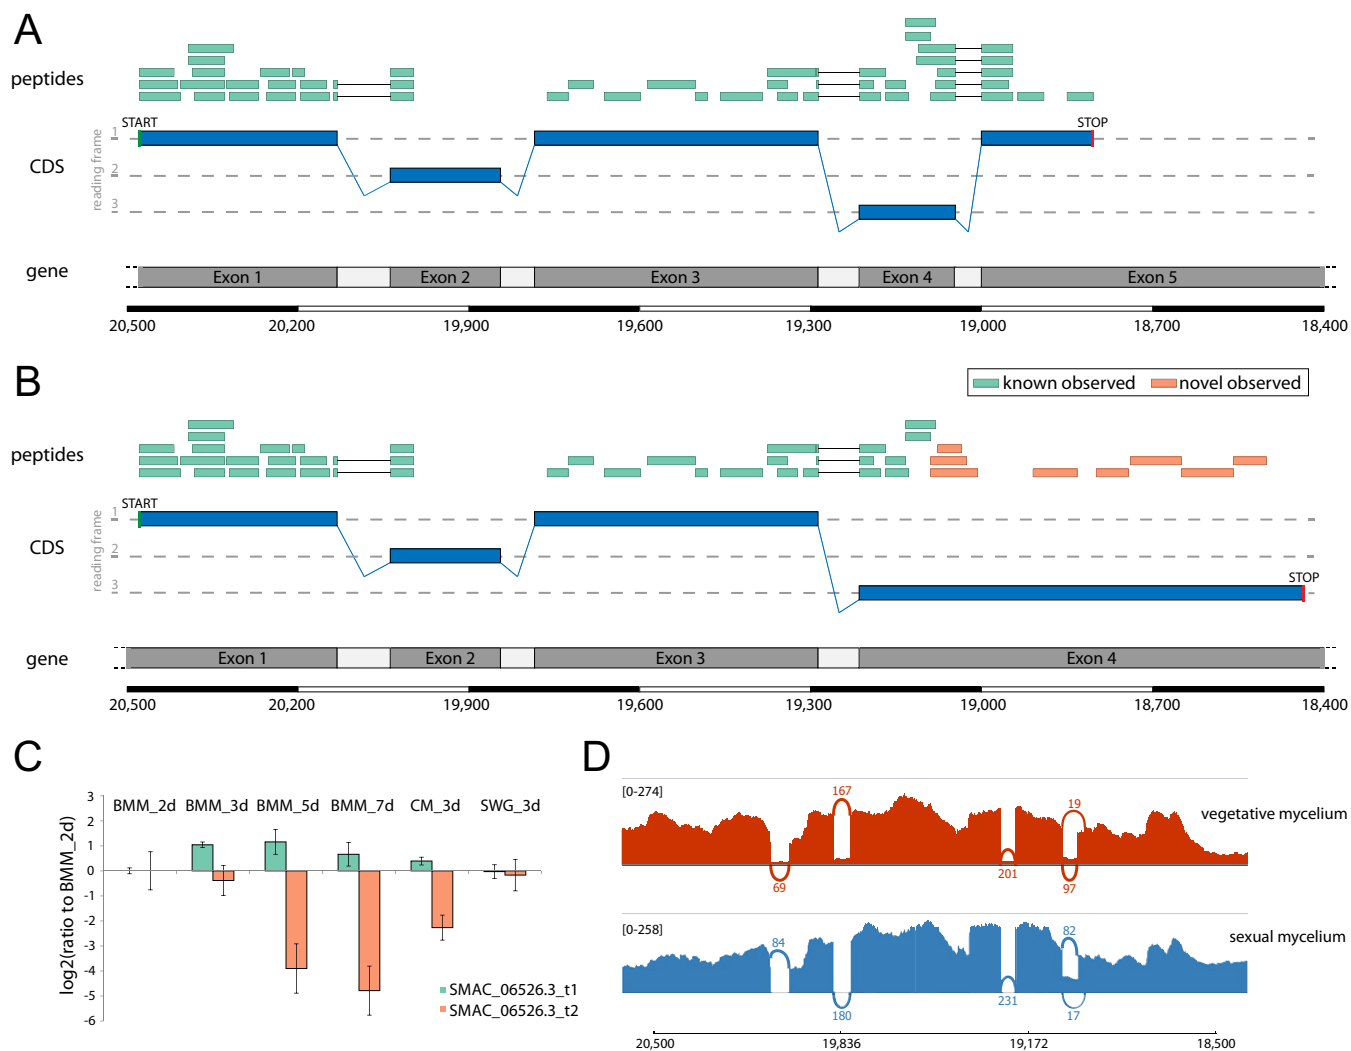 A
peptides
START
STOP
CDS
reading frame
1
2
3
gene
Exon 1
Exon 2
Exon 3
Exon 4
Exon 5
20,500
20,200
19,900
19,600
19,300
19,000
18,700
18,400
B
known observed
novel observed
peptides
START
STOP
CDS
reading frame
1
2
3
gene
Exon 1
Exon 2
Exon 3
Exon 4
20,500
20,200
19,900
19,600
19,300
19,000
18,700
18,400
C
log2(ratio to BMM_2d)
3
2
1
0
-1
-2
-3
-4
-5
-6
BMM_2d
BMM_3d
BMM_5d
BMM_7d
CM_3d
SWG_3d
SMAC_06526.3_t1
SMAC_06526.3_t2
D
[0-274]
167
19
vegetative mycelium
69
201
97
[0-258]
84
82
sexual mycelium
180
231
17
20,500
19,836
19,172
18,500